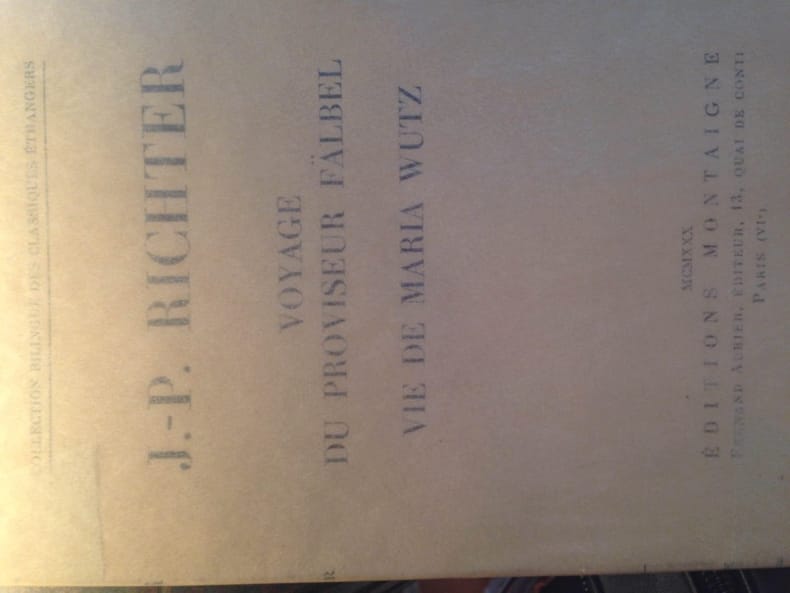 COLLECTION BILINGUE DES CLASSIQUES ÉTRANGERS
J.-P. RICHTER
VOYAGE
DU PROVISEUR FÄLBEL
VIE DE MARIA WUTZ
MCMXXX
ÉDITIONS MONTAIGNE
FERNAND AUBIER, ÉDITEUR, 13, QUAI DE CONTI
PARIS (VIe)
R